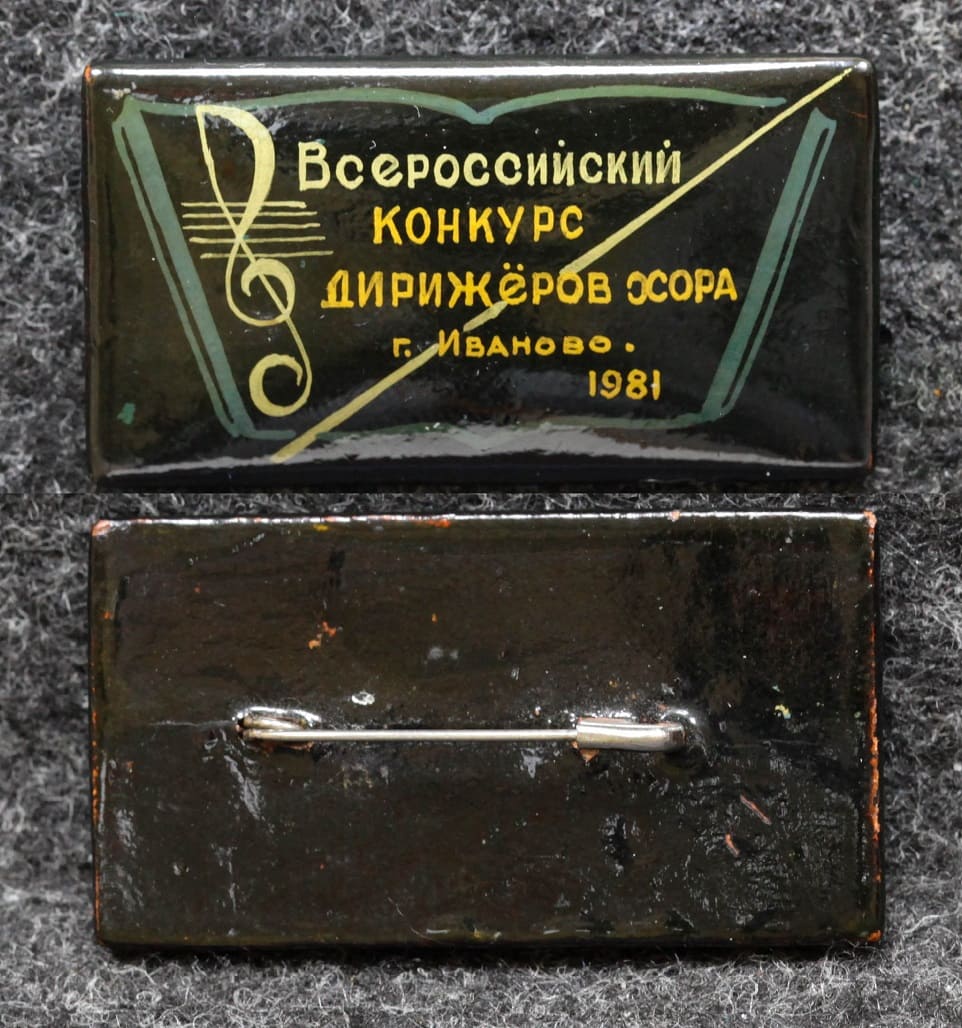 Всероссийский
КОНКУРС
ДИРИЖЁРОВ ХОРА
г. Иваново.
1981